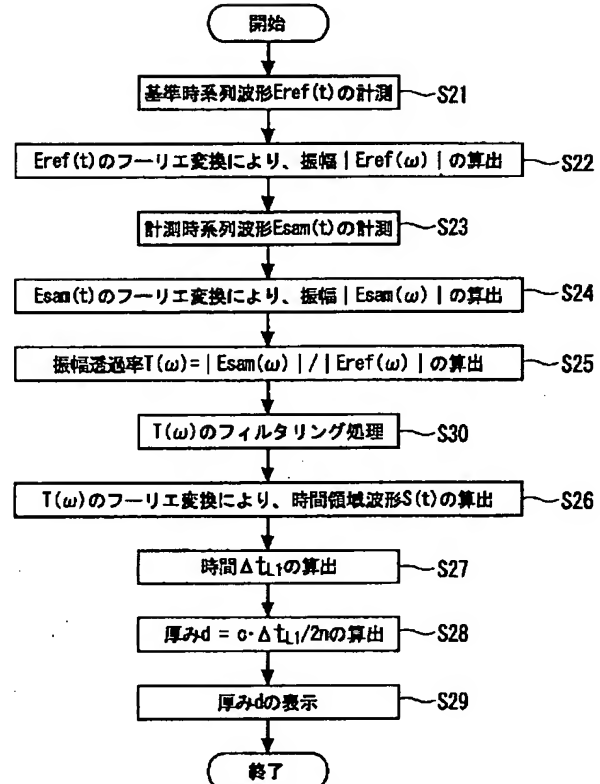 開始
基準時系列波形Eref(t)の計測 S21
Eref(t)のフーリエ変換により、振幅|Eref(ω)|の算出 S22
計測時系列波形Esam(t)の計測 S23
Esam(t)のフーリエ変換により、振幅|Esam(ω)|の算出 S24
振幅透過率T(ω)=|Esam(ω)|/|Eref(ω)|の算出 S25
T(ω)のフィルタリング処理 S30
T(ω)のフーリエ変換により、時間領域波形S(t)の算出 S26
時間ΔtL1の算出 S27
厚みd = c・ΔtL1/2nの算出 S28
厚みdの表示 S29
終了